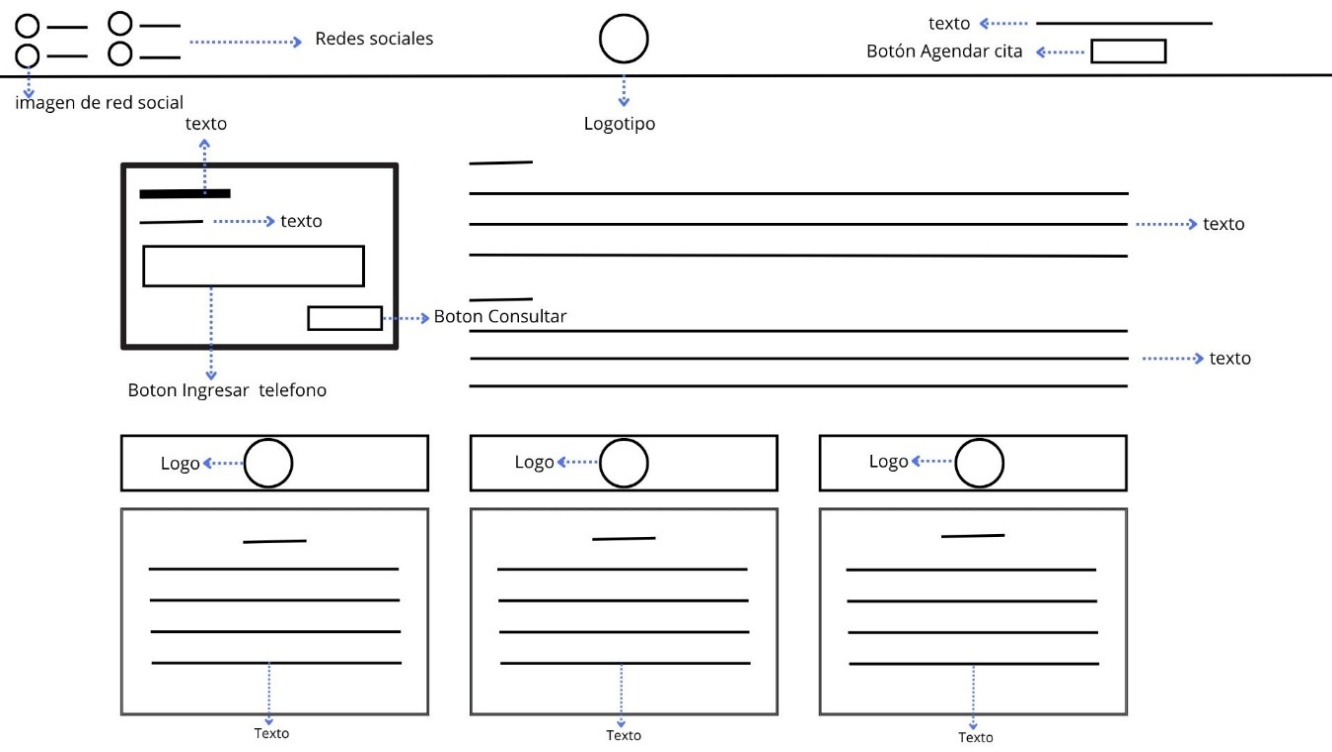 Redes sociales
texto
Botón Agendar cita
imagen de red social
Logotipo
texto
texto
texto
Boton Consultar
texto
Boton Ingresar telefono
Logo
Logo
Logo
Texto
Texto
Texto